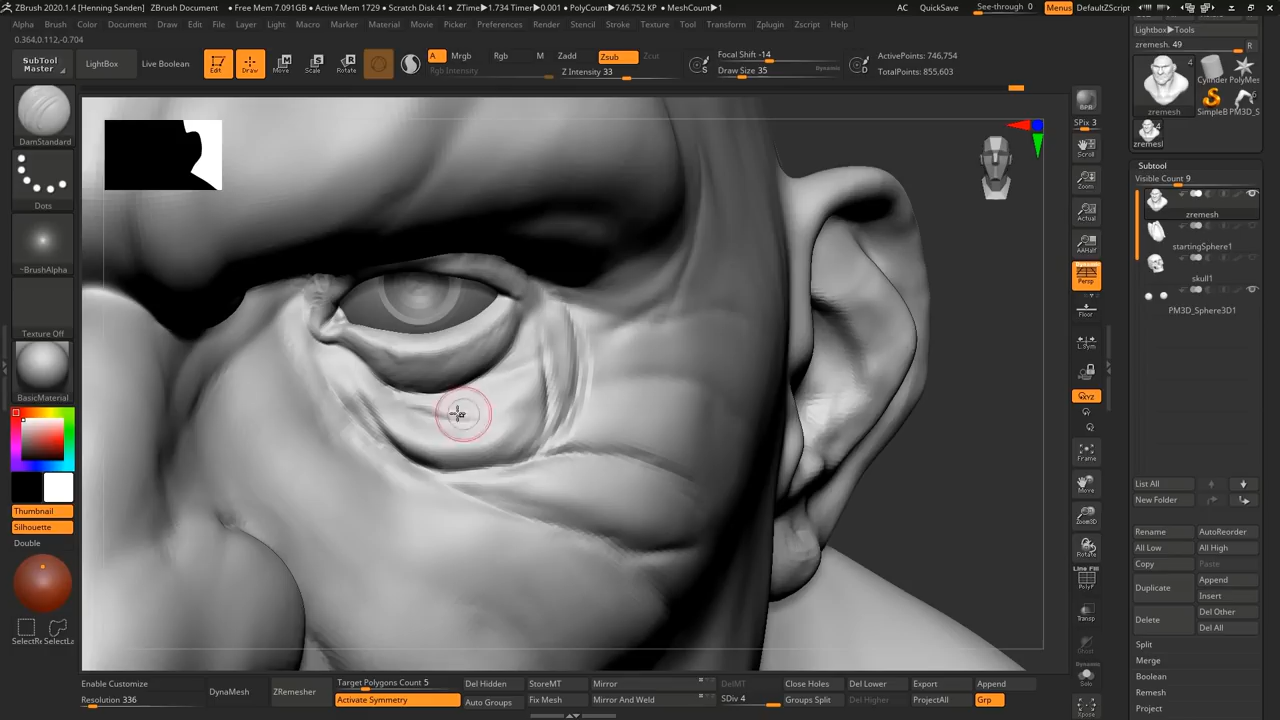 ZBrush 2020.1.4 [Henning Sanden]   ZBrush Document   • Free Mem 7.091GB • Active Mem 1729 • Scratch Disk 41 • ZTime▸1.734 Timer▸0.001 • PolyCount▸746.752 KP • MeshCount▸1
AC QuickSave See-through 0 Menus DefaultZScript
Alpha Brush Color Document Draw Edit File Layer Light Macro Marker Movie Picker Preferences Render Stencil Stroke Texture Tool Transform Zplugin Zscript Help
0.364,0.112,-0.704
SubTool
Master
LightBox
Live Boolean
Edit
Draw
Move
Scale
Rotate
A
Mrgb
Rgb
M
Zadd
Zsub
Zcut
Rgb Intensity
Z Intensity 33
Focal Shift -14
Draw Size 35
Dynamic
S
D
ActivePoints: 746,754
TotalPoints: 855,603
DamStandard
Dots
~BrushAlpha
Texture Off
BasicMaterial
Thumbnail
Silhouette
Double
SelectRe
SelectLa
BPR
SPix 3
Scroll
Zoom
Actual
AAHalf
Dynamic
Persp
Floor
L.Sym
Frame
Move
Zoom3D
Rotate
Line Fill
PolyF
Transp
Ghost
Dynamic
Solo
Xpose
Lightbox▸Tools
zremesh. 49
R
4
zremesh
Cylinder
PolyMes
SimpleB
6
PM3D_S
4
zremesl
Subtool
Visible Count 9
zremesh
startingSphere1
skull1
PM3D_Sphere3D1
List All
New Folder
Rename AutoReorder
All Low All High
Copy Paste
Duplicate
Append
Insert
Delete
Del Other
Del All
Split
Merge
Boolean
Remesh
Project
Enable Customize
Resolution 336
DynaMesh
ZRemesher
Target Polygons Count 5
Activate Symmetry
Del Hidden
Auto Groups
StoreMT
Fix Mesh
Mirror
Mirror And Weld
DelMT
SDiv 4
Close Holes
Groups Split
Del Lower
Del Higher
Export
ProjectAll
Append
Grp